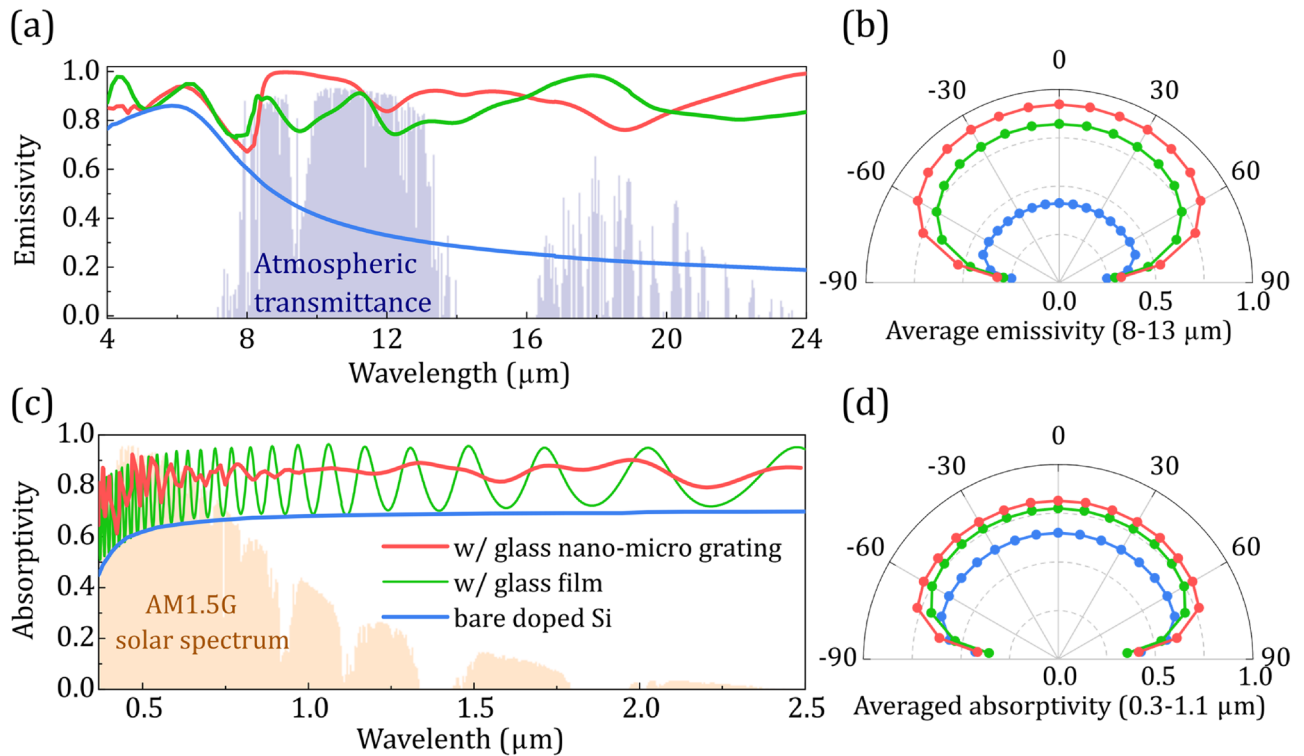 (a)
1.0
0.8
0.6
0.4
0.2
0.0
Emissivity
Atmospheric
transmittance
4 8 12 16 20 24
Wavelength (μm)
(b)
0
-30 30
-60 60
-90 90
0.0 0.5 1.0
Average emissivity (8-13 μm)
(c)
1.0
0.8
0.6
0.4
0.2
0.0
Absorptivity
w/ glass nano-micro grating
w/ glass film
bare doped Si
AM1.5G
solar spectrum
0.5 1.0 1.5 2.0 2.5
Wavelenth (μm)
(d)
0
-30 30
-60 60
-90 90
0.0 0.5 1.0
Averaged absorptivity (0.3-1.1 μm)